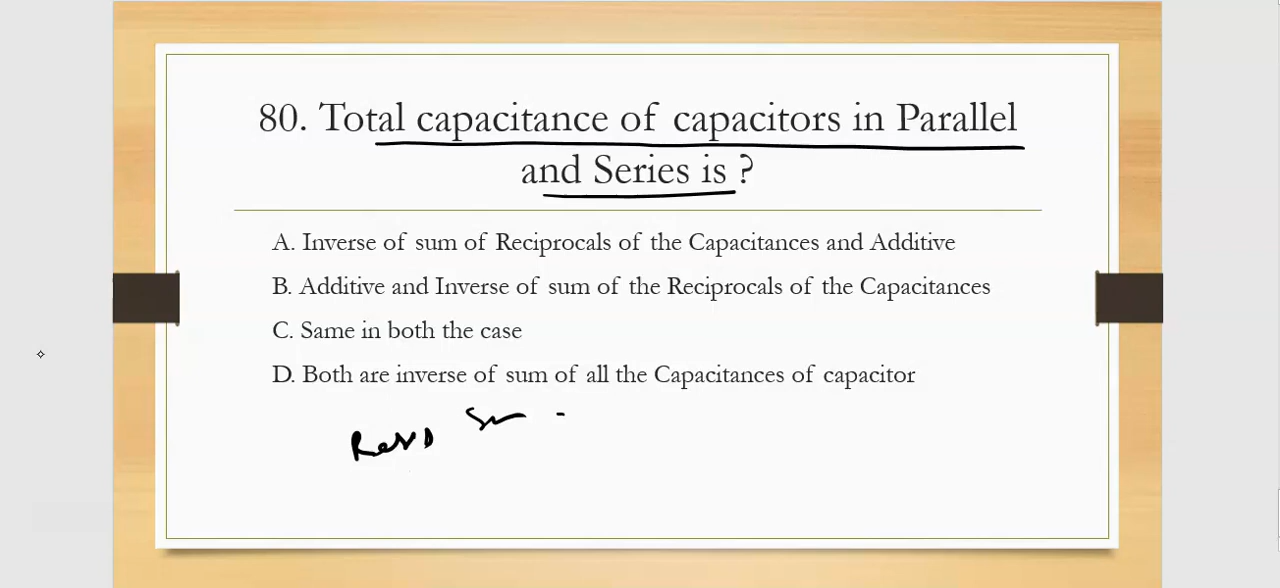 80. Total capacitance of capacitors in Parallel
and Series is ?
A. Inverse of sum of Reciprocals of the Capacitances and Additive
B. Additive and Inverse of sum of the Reciprocals of the Capacitances
C. Same in both the case
D. Both are inverse of sum of all the Capacitances of capacitor